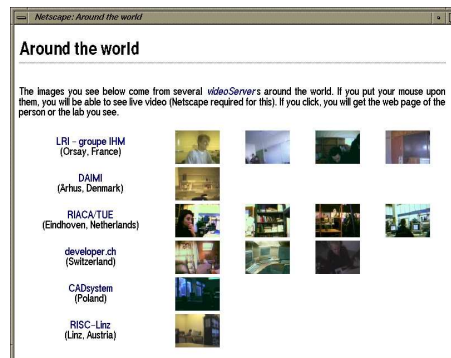 Netscape: Around the world
Around the world
The images you see below come from several videoServers around the world. If you put your mouse upon
them, you will be able to see live video (Netscape required for this). If you click, you will get the web page of the
person or the lab you see.
LRI - groupe IHM
(Orsay, France)
DAIMI
(Århus, Denmark)
RIACA/TUE
(Eindhoven, Netherlands)
developer.ch
(Switzerland)
CADsystem
(Poland)
RISC-Linz
(Linz, Austria)